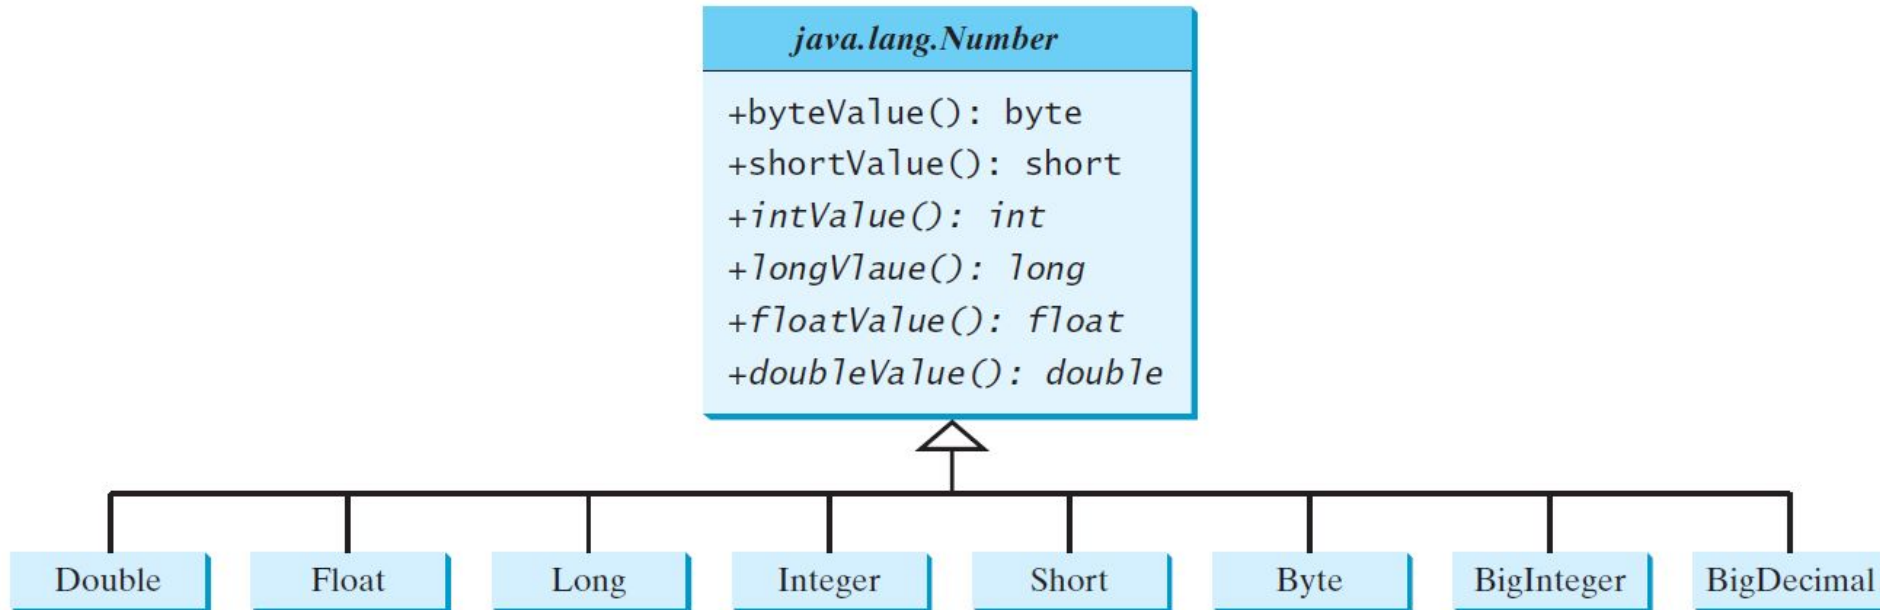 java.lang.Number
+byteValue(): byte
+shortValue(): short
+intValue(): int
+longVlaue(): long
+floatValue(): float
+doubleValue(): double
Double Float Long Integer Short Byte BigInteger BigDecimal